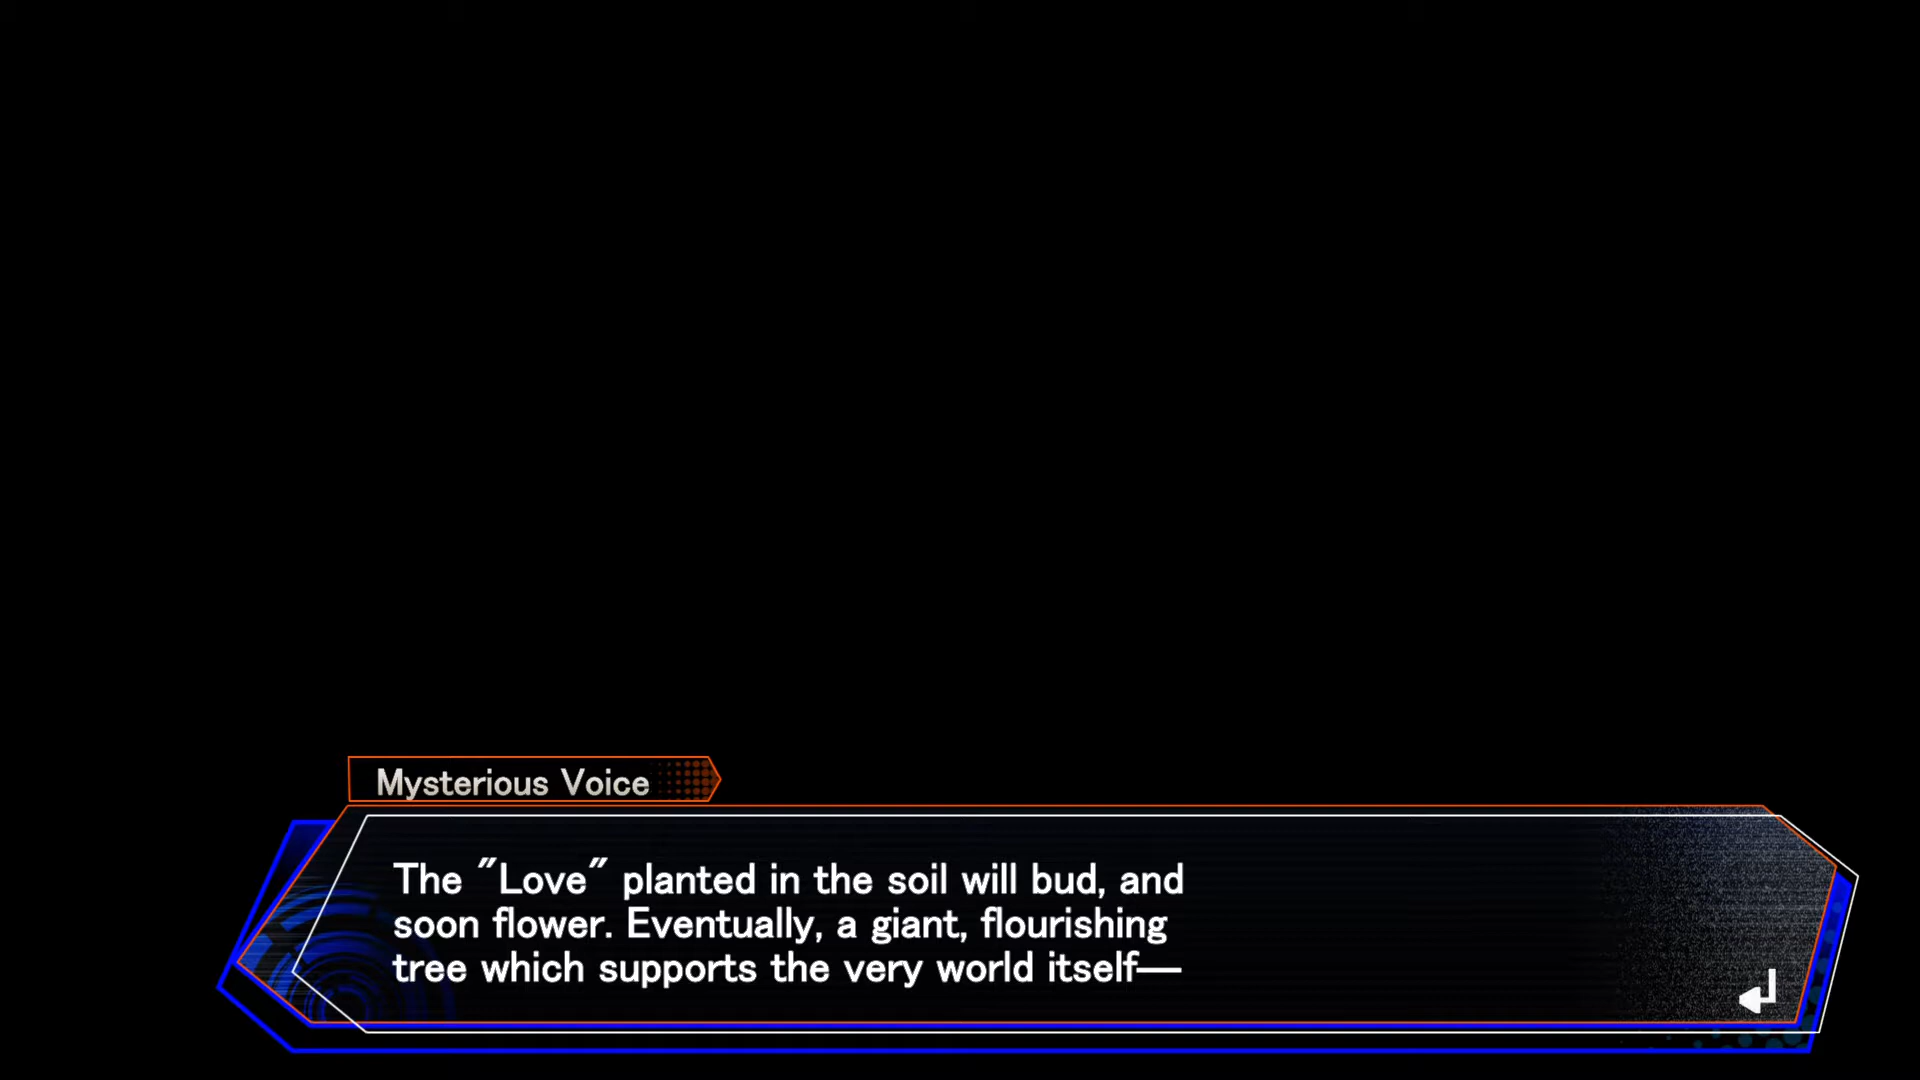 Mysterious Voice
The "Love" planted in the soil will bud, and
soon flower. Eventually, a giant, flourishing
tree which supports the very world itself—